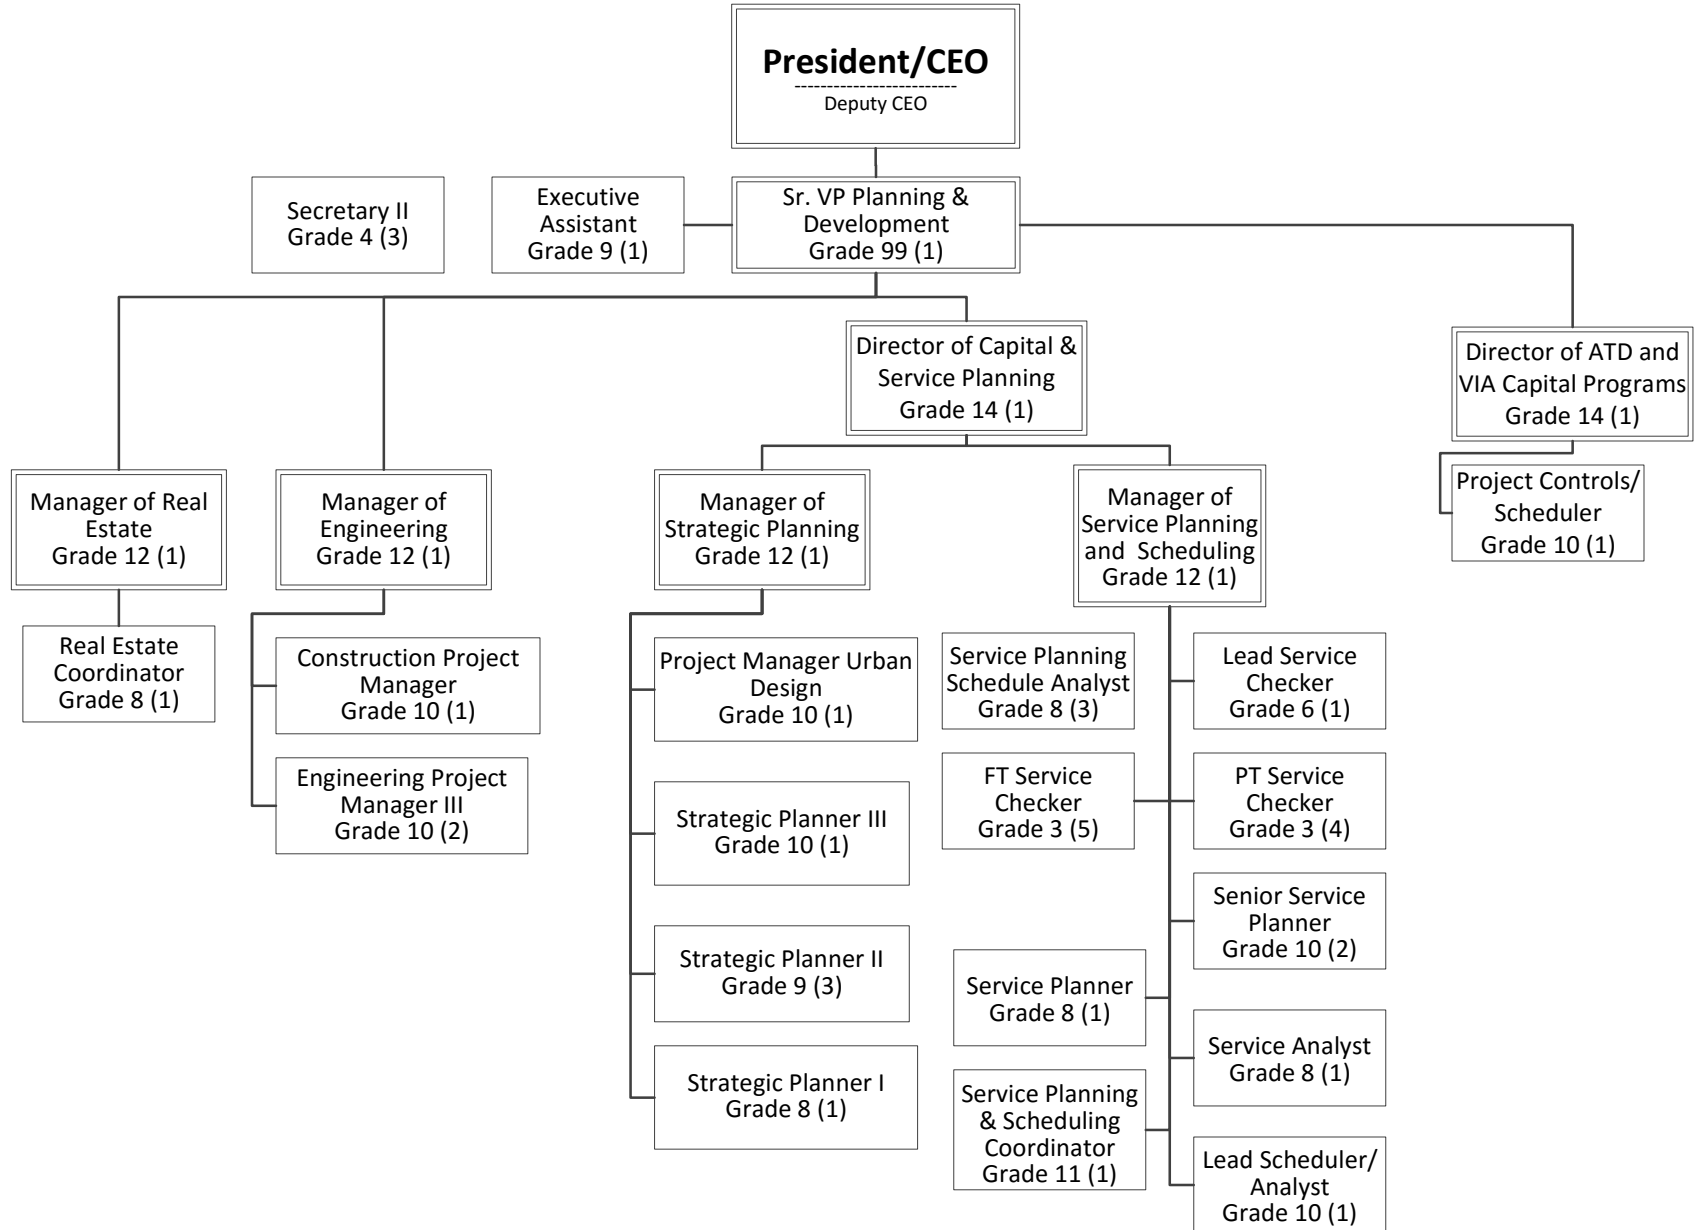 President/CEO
-------------------------
Deputy CEO
Secretary II
Grade 4 (3)
Executive
Assistant
Grade 9 (1)
Sr. VP Planning &
Development
Grade 99 (1)
Director of Capital &
Service Planning
Grade 14 (1)
Director of ATD and
VIA Capital Programs
Grade 14 (1)
Manager of Real
Estate
Grade 12 (1)
Manager of
Engineering
Grade 12 (1)
Manager of
Strategic Planning
Grade 12 (1)
Manager of
Service Planning
and Scheduling
Grade 12 (1)
Project Controls/
Scheduler
Grade 10 (1)
Real Estate
Coordinator
Grade 8 (1)
Construction Project
Manager
Grade 10 (1)
Engineering Project
Manager III
Grade 10 (2)
Project Manager Urban
Design
Grade 10 (1)
Strategic Planner III
Grade 10 (1)
Strategic Planner II
Grade 9 (3)
Strategic Planner I
Grade 8 (1)
Service Planning
Schedule Analyst
Grade 8 (3)
Lead Service
Checker
Grade 6 (1)
FT Service
Checker
Grade 3 (5)
PT Service
Checker
Grade 3 (4)
Senior Service
Planner
Grade 10 (2)
Service Planner
Grade 8 (1)
Service Analyst
Grade 8 (1)
Service Planning
& Scheduling
Coordinator
Grade 11 (1)
Lead Scheduler/
Analyst
Grade 10 (1)